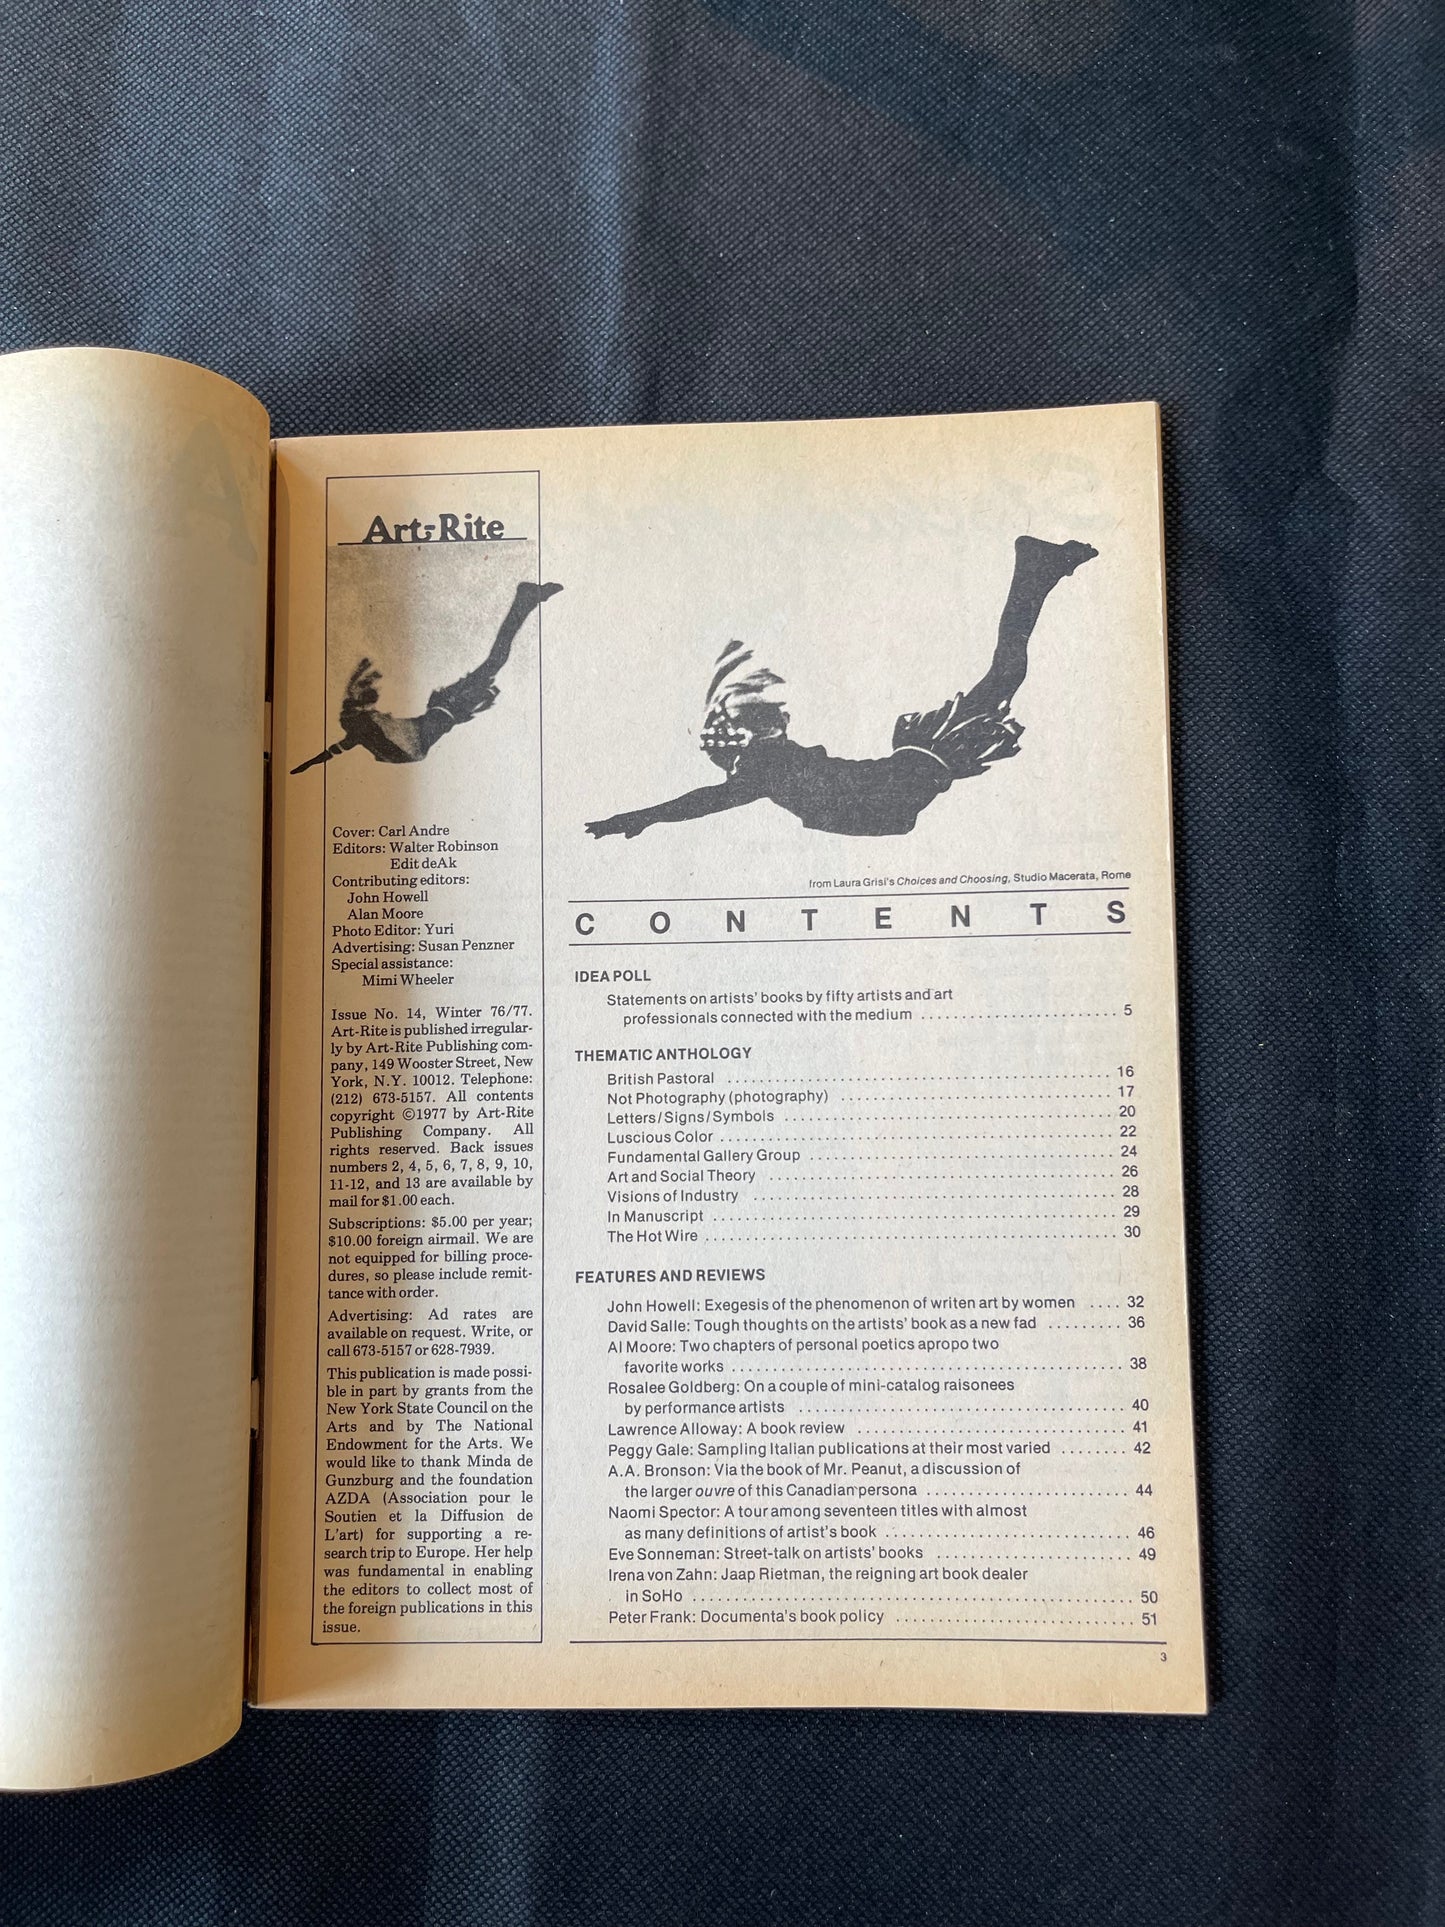 Art-Rite
Cover: Carl Andre
Editors: Walter Robinson
Edit deAk
Contributing editors:
John Howell
Alan Moore
Photo Editor: Yuri
Advertising: Susan Penzner
Special assistance:
Mimi Wheeler
Issue No. 14, Winter 76/77.
Art-Rite is published irregular-
ly by Art-Rite Publishing com-
pany, 149 Wooster Street, New
York, N.Y. 10012. Telephone:
(212) 673-5157. All contents
copyright ©1977 by Art-Rite
Publishing Company. All
rights reserved. Back issues
numbers 2, 4, 5, 6, 7, 8, 9, 10,
11-12, and 13 are available by
mail for $1.00 each.
Subscriptions: $5.00 per year;
$10.00 foreign airmail. We are
not equipped for billing proce-
dures, so please include remit-
tance with order.
Advertising: Ad rates are
available on request. Write, or
call 673-5157 or 628-7939.
This publication is made possi-
ble in part by grants from the
New York State Council on the
Arts and by The National
Endowment for the Arts. We
would like to thank Minda de
Gunzburg and the foundation
AZDA (Association pour le
Soutien et la Diffusion de
L'art) for supporting a re-
search trip to Europe. Her help
was fundamental in enabling
the editors to collect most of
the foreign publications in this
issue.
from Laura Grisi's Choices and Choosing, Studio Macerata, Rome
CONTENTS
IDEA POLL
Statements on artists' books by fifty artists and art
professionals connected with the medium ........................ 5
THEMATIC ANTHOLOGY
British Pastoral ................................................ 16
Not Photography (photography) ................................... 17
Letters/Signs/Symbols ........................................... 20
Luscious Color .................................................. 22
Fundamental Gallery Group ....................................... 24
Art and Social Theory ........................................... 26
Visions of Industry ............................................. 28
In Manuscript ................................................... 29
The Hot Wire .................................................... 30
FEATURES AND REVIEWS
John Howell: Exegesis of the phenomenon of writen art by women .... 32
David Salle: Tough thoughts on the artists' book as a new fad ......... 36
Al Moore: Two chapters of personal poetics apropo two
favorite works .................................................. 38
Rosalee Goldberg: On a couple of mini-catalog raisonees
by performance artists .......................................... 40
Lawrence Alloway: A book review ................................. 41
Peggy Gale: Sampling Italian publications at their most varied ........ 42
A.A. Bronson: Via the book of Mr. Peanut, a discussion of
the larger ouvre of this Canadian persona ....................... 44
Naomi Spector: A tour among seventeen titles with almost
as many definitions of artist's book ............................ 46
Eve Sonneman: Street-talk on artists' books ..................... 49
Irena von Zahn: Jaap Rietman, the reigning art book dealer
in SoHo ......................................................... 50
Peter Frank: Documenta's book policy ............................ 51
3